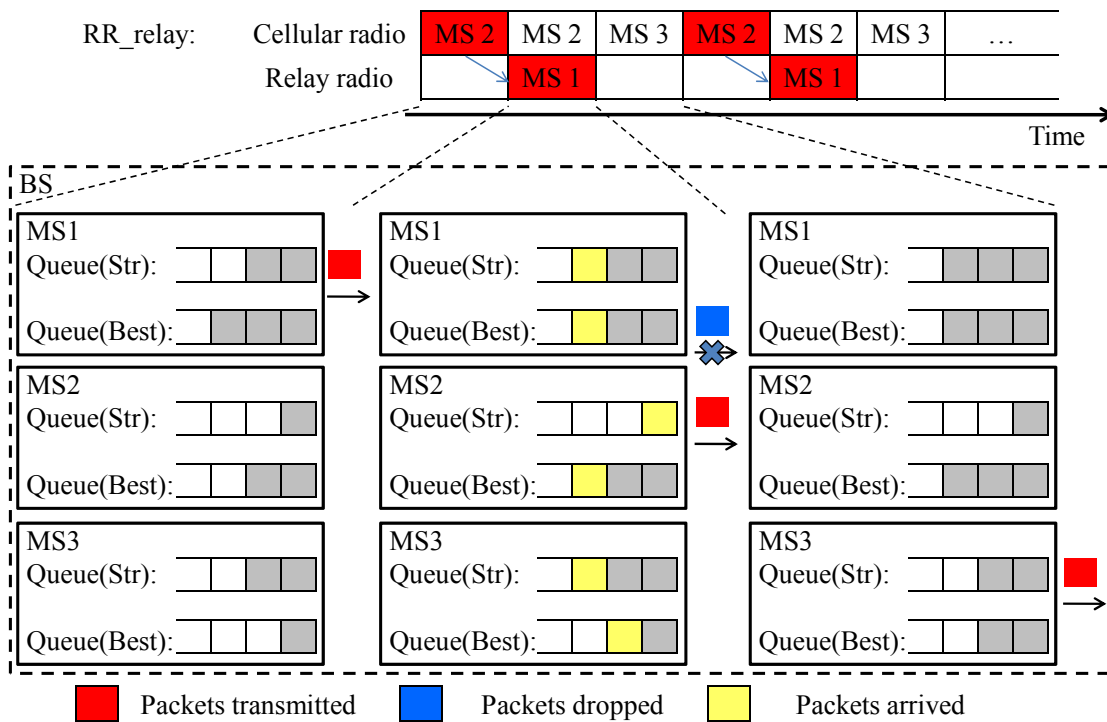 RR_relay: Cellular radio MS 2 MS 2 MS 3 MS 2 MS 2 MS 3 …
Relay radio MS 1 MS 1
Time
BS
MS1 MS1 MS1
Queue(Str): Queue(Str): Queue(Str):
Queue(Best): Queue(Best): Queue(Best):
MS2 MS2 MS2
Queue(Str): Queue(Str): Queue(Str):
Queue(Best): Queue(Best): Queue(Best):
MS3 MS3 MS3
Queue(Str): Queue(Str): Queue(Str):
Queue(Best): Queue(Best): Queue(Best):
Packets transmitted Packets dropped Packets arrived